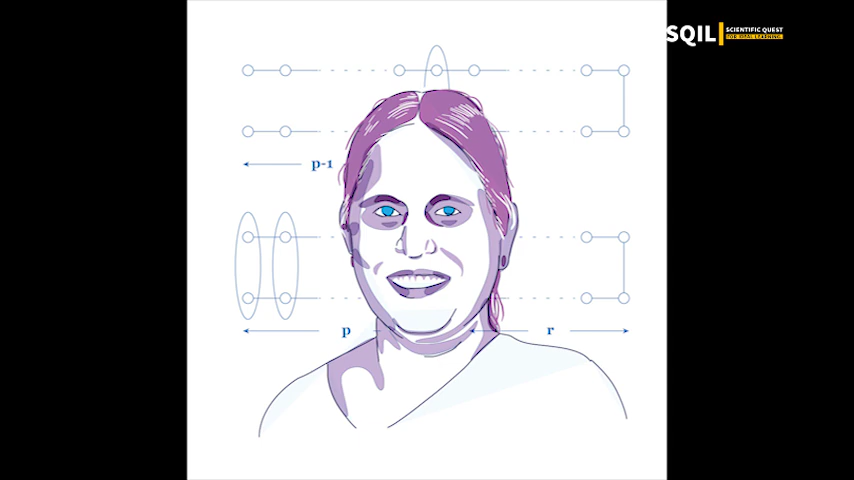 SQIL
SCIENTIFIC QUEST
FOR IDEAL LEARNING
p-1
p
r